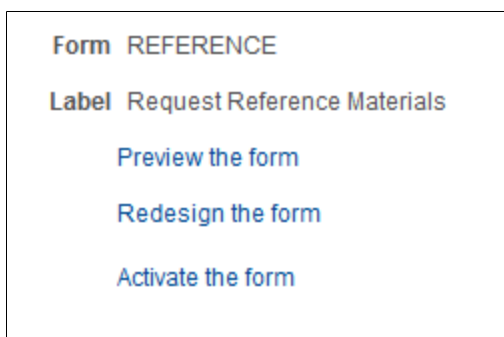 Form REFERENCE
Label Request Reference Materials
Preview the form
Redesign the form
Activate the form